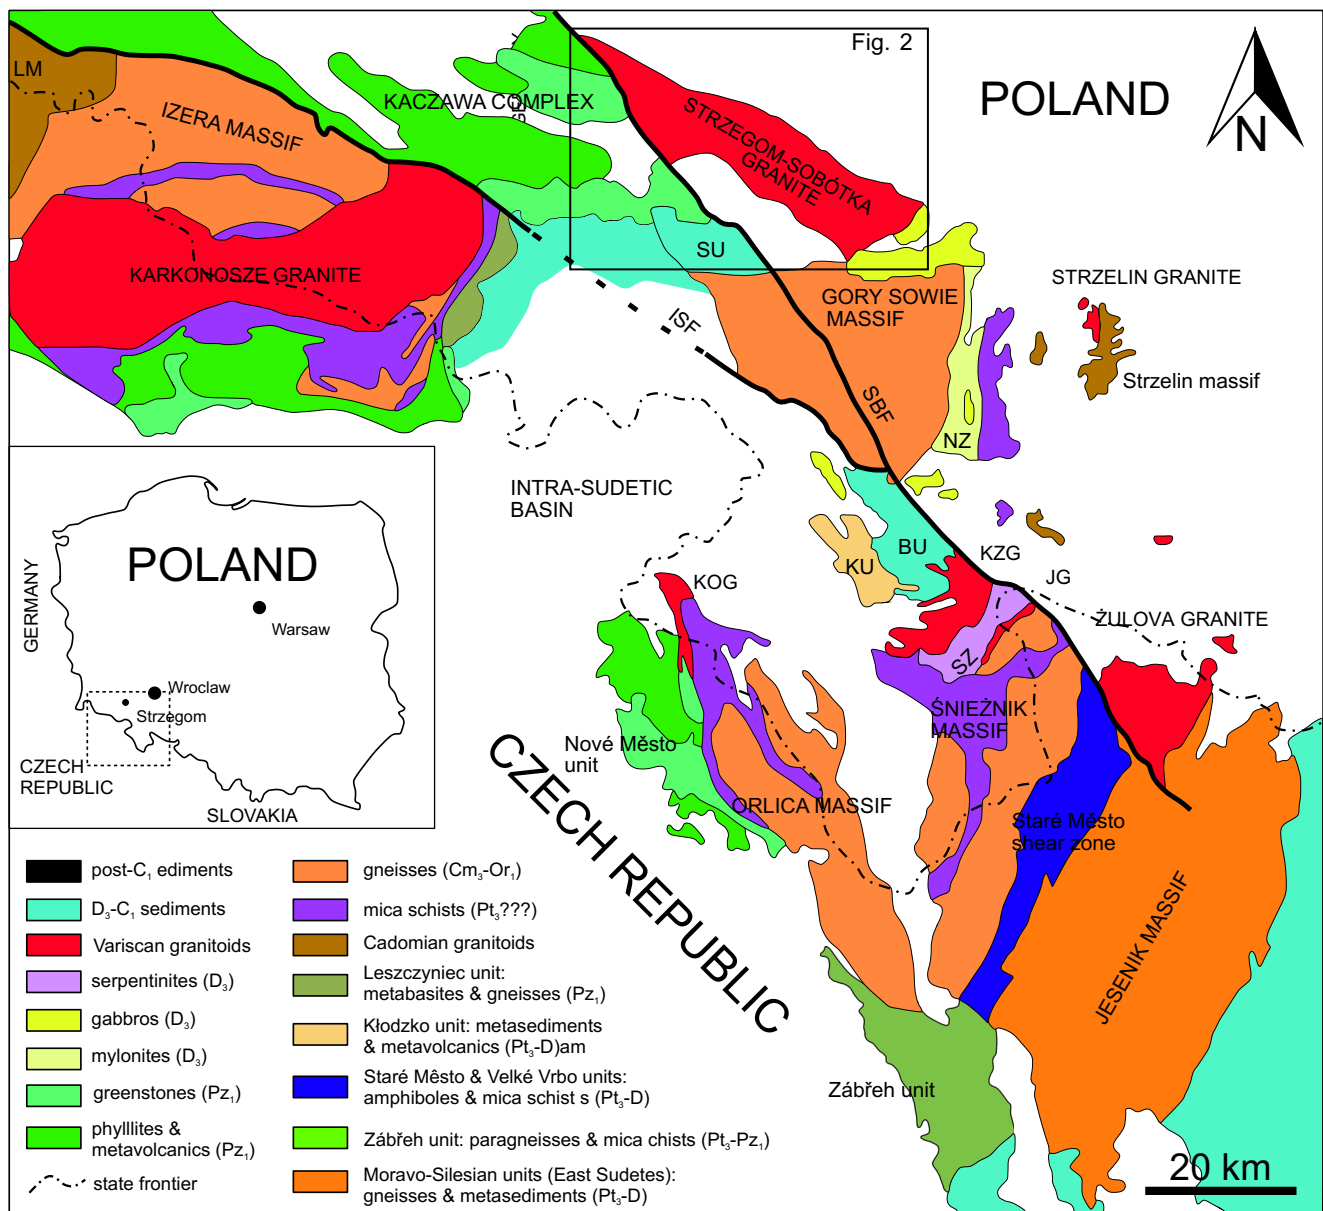 Fig. 2
POLAND
N
LM
IZERA MASSIF
KACZAWA COMPLEX
STRZEGOM-SOBÓTKA
GRANITE
KARKONOSZE GRANITE
SU
GORY SOWIE
MASSIF
STRZELIN GRANITE
Strzelin massif
ISF
SBF
NZ
INTRA-SUDETIC
BASIN
BU
KU
KZG
JG
KOG
ŻULOVA GRANITE
SZ
ŚNIEŻNIK
MASSIF
Nové Mèsto
unit
ORLICA MASSIF
Staré Mèsto
shear zone
CZECH REPUBLIC
JESENIK MASSIF
Zábřeh unit
20 km
POLAND
GERMANY
Warsaw
Wroclaw
Strzegom
CZECH
REPUBLIC
SLOVAKIA
post-C₁ ediments
D₃-C₁ sediments
Variscan granitoids
serpentinites (D₃)
gabbros (D₃)
mylonites (D₃)
greenstones (Pz₁)
phylllites &
metavolcanics (Pz₁)
state frontier
gneisses (Cm₃-Or₁)
mica schists (Pt₃???)
Cadomian granitoids
Leszczyniec unit:
metabasites & gneisses (Pz₁)
Kłodzko unit: metasediments
& metavolcanics (Pt₃-D)am
Staré Mêsto & Velké Vrbo units:
amphiboles & mica schist s (Pt₃-D)
Zábřeh unit: paragneisses & mica chists (Pt₃-Pz₁)
Moravo-Silesian units (East Sudetes):
gneisses & metasediments (Pt₃-D)